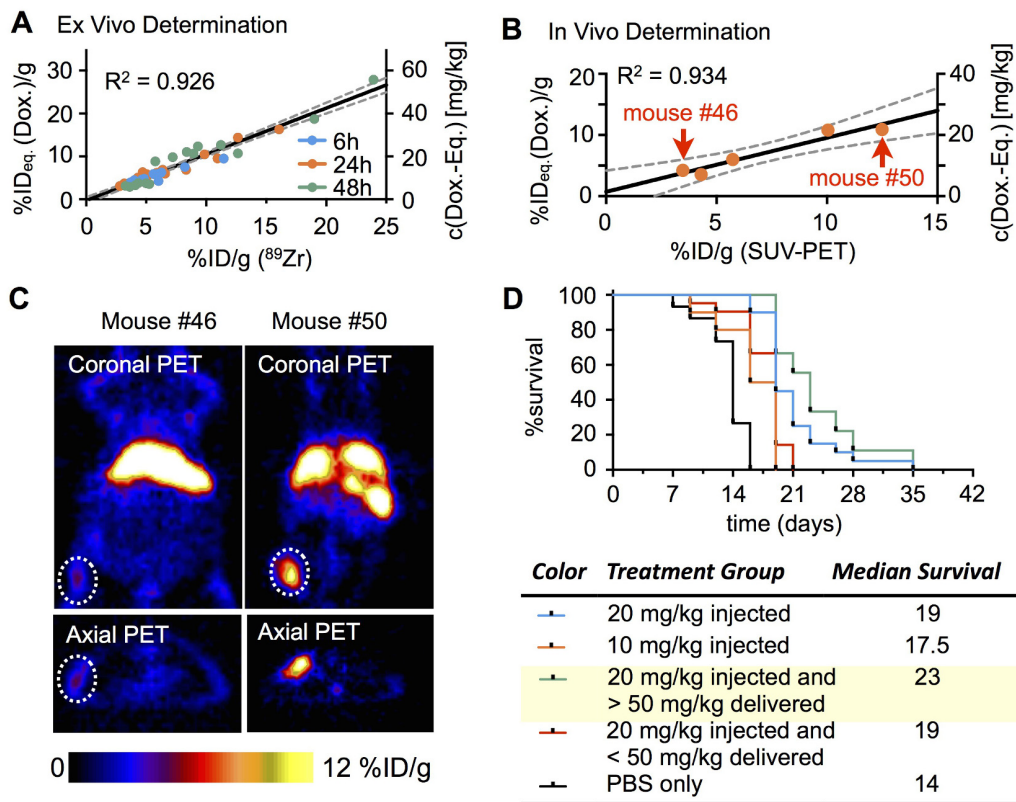 A Ex Vivo Determination
R² = 0.926
%ID_eq.(Dox.)/g
30
20
10
0
60
40
20
0
c(Dox.-Eq.) [mg/kg]
6h
24h
48h
0 5 10 15 20 25
%ID/g (⁸⁹Zr)
B In Vivo Determination
R² = 0.934
%ID_eq.(Dox.)/g
20
10
0
40
20
0
c(Dox.-Eq.) [mg/kg]
mouse #46
mouse #50
0 5 10 15
%ID/g (SUV-PET)
C
Mouse #46 Mouse #50
Coronal PET Coronal PET
Axial PET Axial PET
0 12 %ID/g
D
%survival
100
80
60
40
20
0
0 7 14 21 28 35 42
time (days)
Color Treatment Group Median Survival
20 mg/kg injected 19
10 mg/kg injected 17.5
20 mg/kg injected and 23
> 50 mg/kg delivered
20 mg/kg injected and 19
< 50 mg/kg delivered
PBS only 14